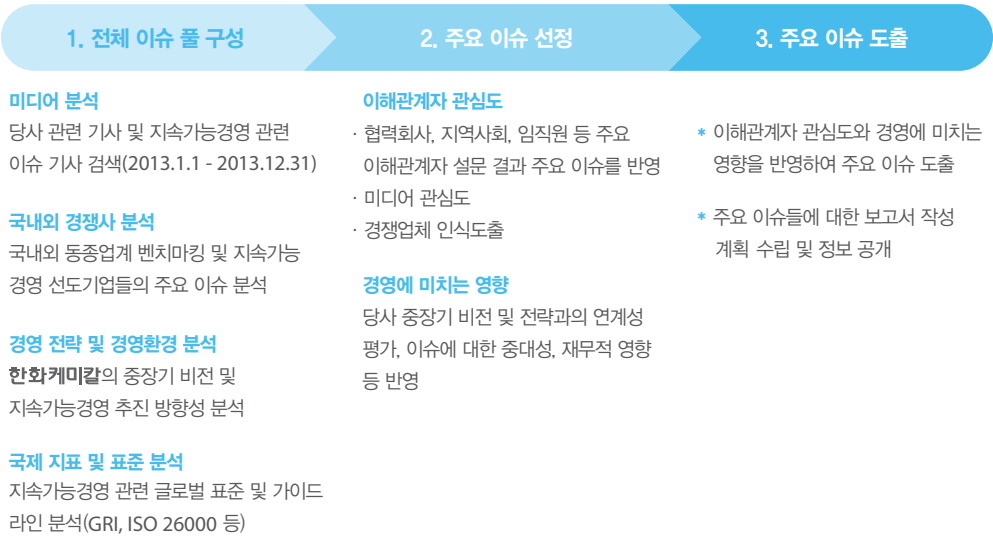 1. 전체 이슈 풀 구성
2. 주요 이슈 선정
3. 주요 이슈 도출
미디어 분석
당사 관련 기사 및 지속가능경영 관련
이슈 기사 검색(2013.1.1 - 2013.12.31)
국내외 경쟁사 분석
국내외 동종업계 벤치마킹 및 지속가능
경영 선도기업들의 주요 이슈 분석
경영 전략 및 경영환경 분석
한화케미칼의 중장기 비전 및
지속가능경영 추진 방향성 분석
국제 지표 및 표준 분석
지속가능경영 관련 글로벌 표준 및 가이드
라인 분석(GRI, ISO 26000 등)
이해관계자 관심도
· 협력회사, 지역사회, 임직원 등 주요
이해관계자 설문 결과 주요 이슈를 반영
· 미디어 관심도
· 경쟁업체 인식도출
경영에 미치는 영향
당사 중장기 비전 및 전략과의 연계성
평가, 이슈에 대한 중대성, 재무적 영향
등 반영
* 이해관계자 관심도와 경영에 미치는
영향을 반영하여 주요 이슈 도출
* 주요 이슈들에 대한 보고서 작성
계획 수립 및 정보 공개